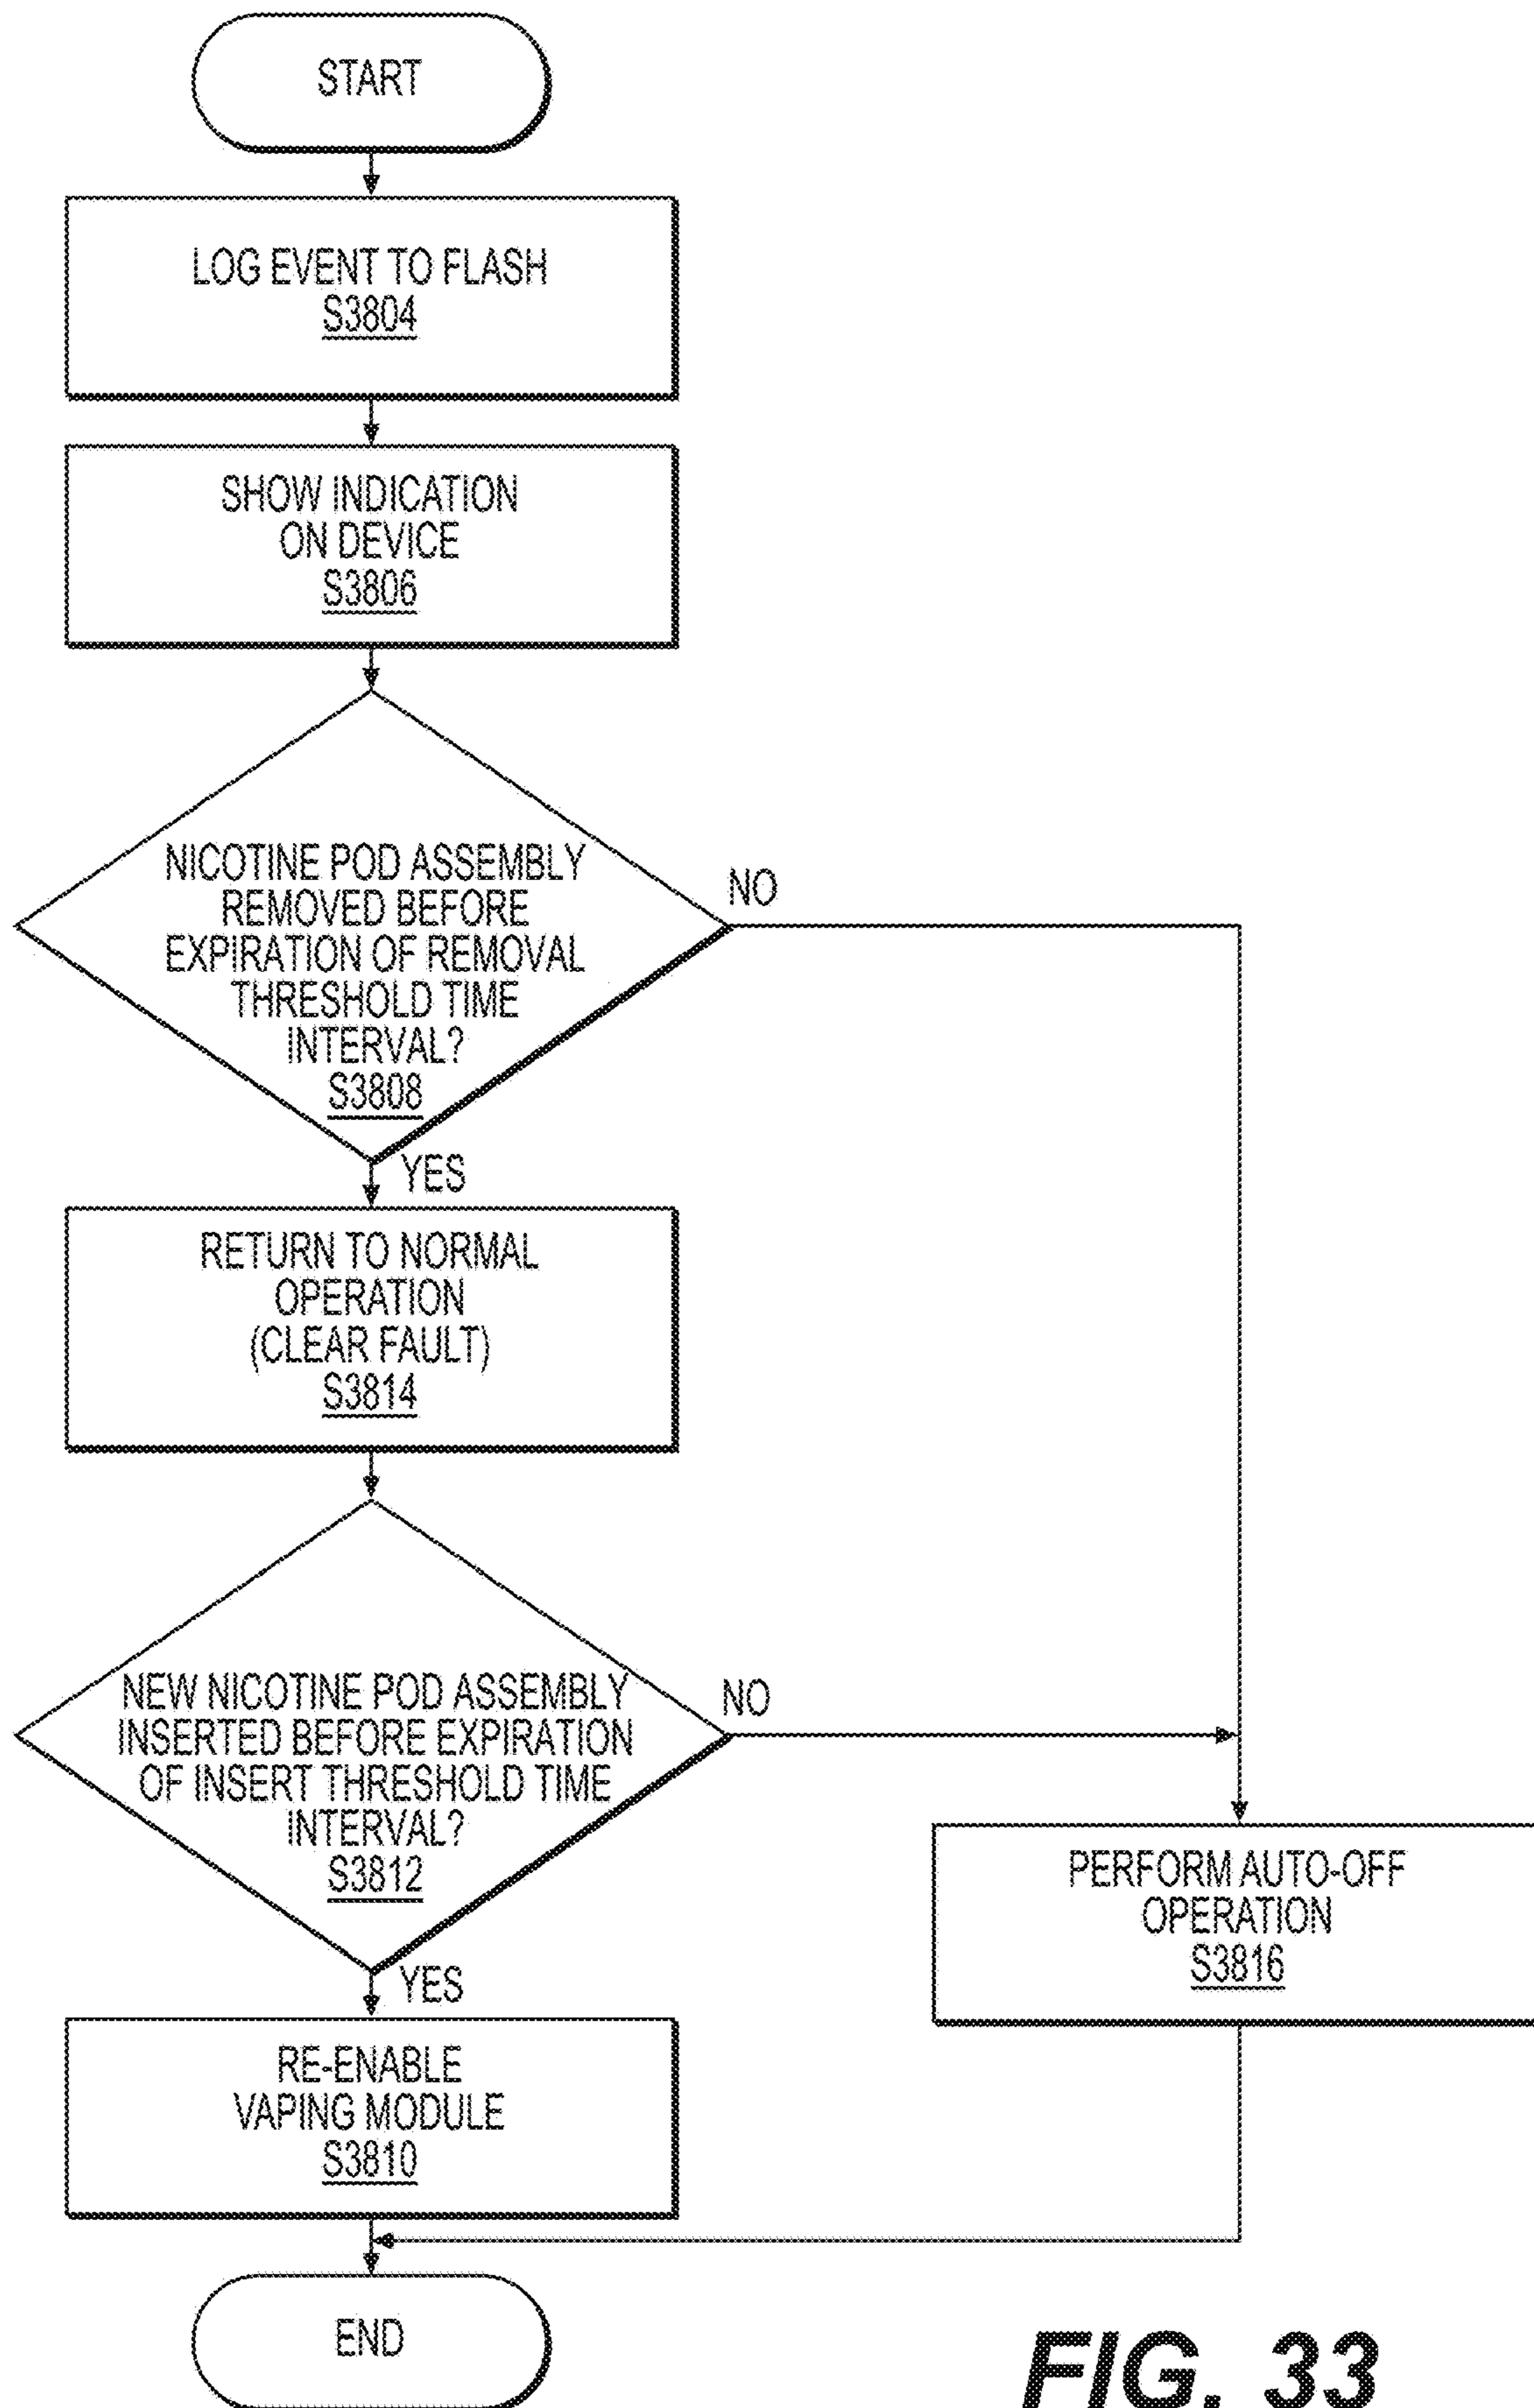 START
LOG EVENT TO FLASH
S3804
SHOW INDICATION
ON DEVICE
S3806
NICOTINE POD ASSEMBLY
REMOVED BEFORE
EXPIRATION OF REMOVAL
THRESHOLD TIME
INTERVAL?
S3808
NO
YES
RETURN TO NORMAL
OPERATION
(CLEAR FAULT)
S3814
NEW NICOTINE POD ASSEMBLY
INSERTED BEFORE EXPIRATION
OF INSERT THRESHOLD TIME
INTERVAL?
S3812
NO
YES
PERFORM AUTO-OFF
OPERATION
S3816
RE-ENABLE
VAPING MODULE
S3810
END
FIG. 33